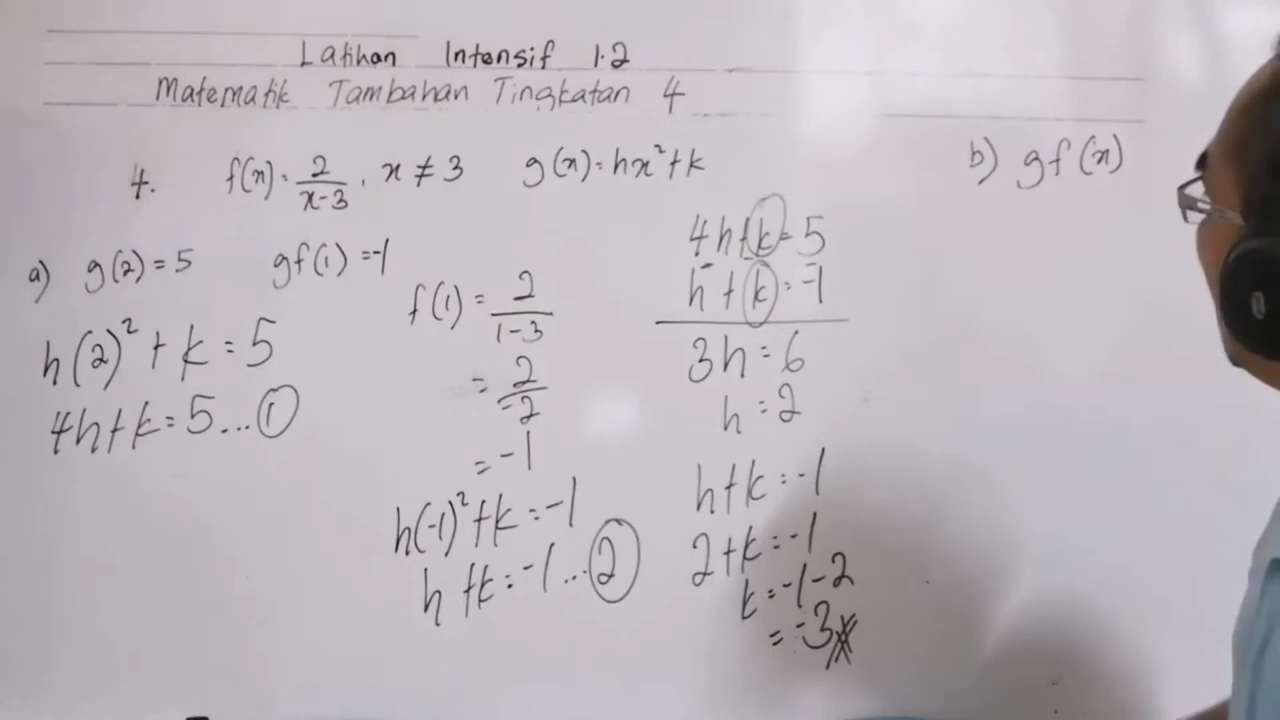 Latihan Intensif 1.2
Matematik Tambahan Tingkatan 4
4. f(x) = 2/(x-3), x ≠ 3 g(x) = hx² + k
a) g(2) = 5 gf(1) = -1
h(2)² + k = 5
4h + k = 5 ... ①
f(1) = 2/(1-3)
= 2/-2
= -1
h(-1)² + k = -1
h + k = -1 ... ②
4h + k = 5
h + k = -1
3h = 6
h = 2
h + k = -1
2 + k = -1
k = -1 - 2
= -3
b) gf(x)